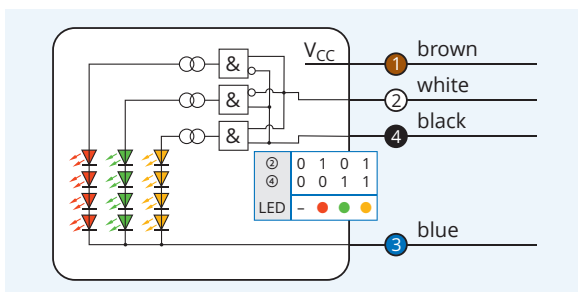 V_CC 1 brown
&
white
& 2
black
& 4
② 0 1 0 1
④ 0 0 1 1
LED –
blue
3